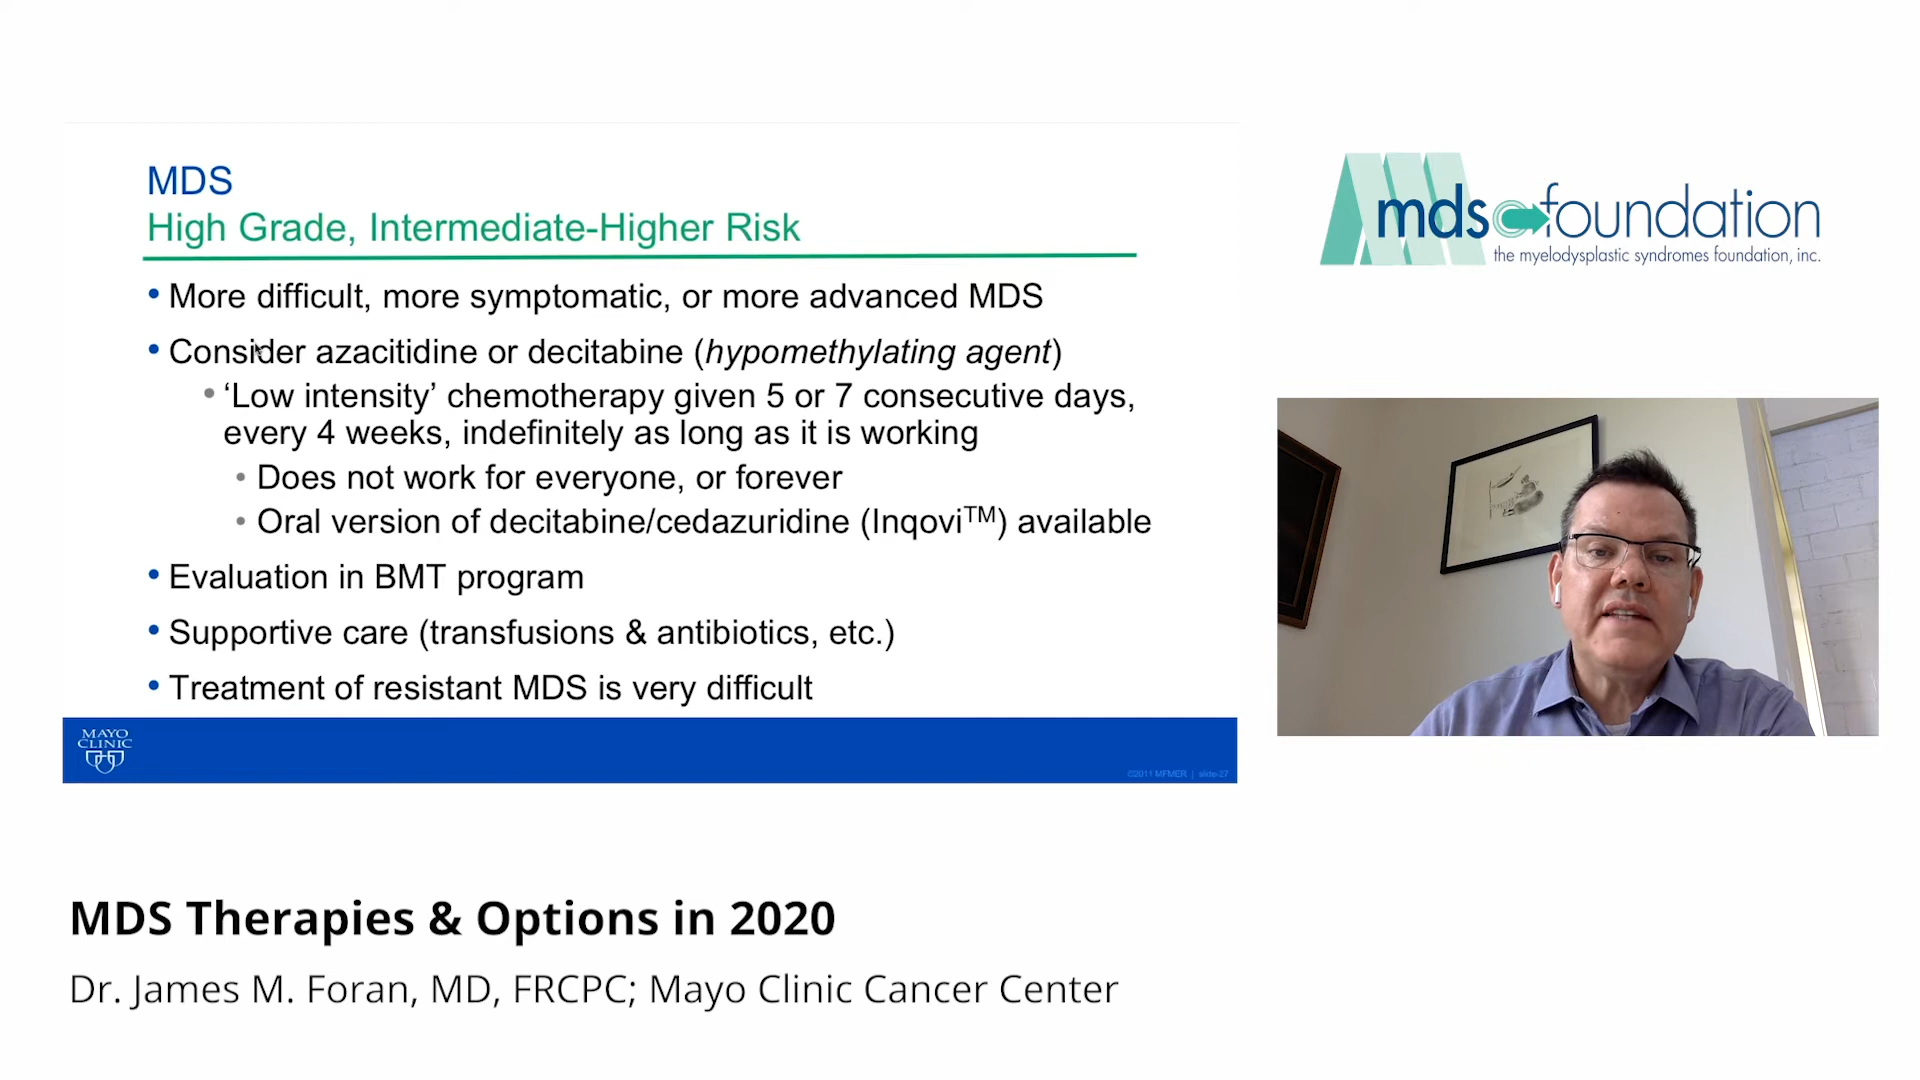 MDS
High Grade, Intermediate-Higher Risk
• More difficult, more symptomatic, or more advanced MDS
• Consider azacitidine or decitabine (hypomethylating agent)
• ‘Low intensity’ chemotherapy given 5 or 7 consecutive days,
every 4 weeks, indefinitely as long as it is working
• Does not work for everyone, or forever
• Oral version of decitabine/cedazuridine (Inqovi™) available
• Evaluation in BMT program
• Supportive care (transfusions & antibiotics, etc.)
• Treatment of resistant MDS is very difficult
MAYO
CLINIC
©2011 MFMER | slide-27
mds foundation
the myelodysplastic syndromes foundation, inc.
MDS Therapies & Options in 2020
Dr. James M. Foran, MD, FRCPC; Mayo Clinic Cancer Center